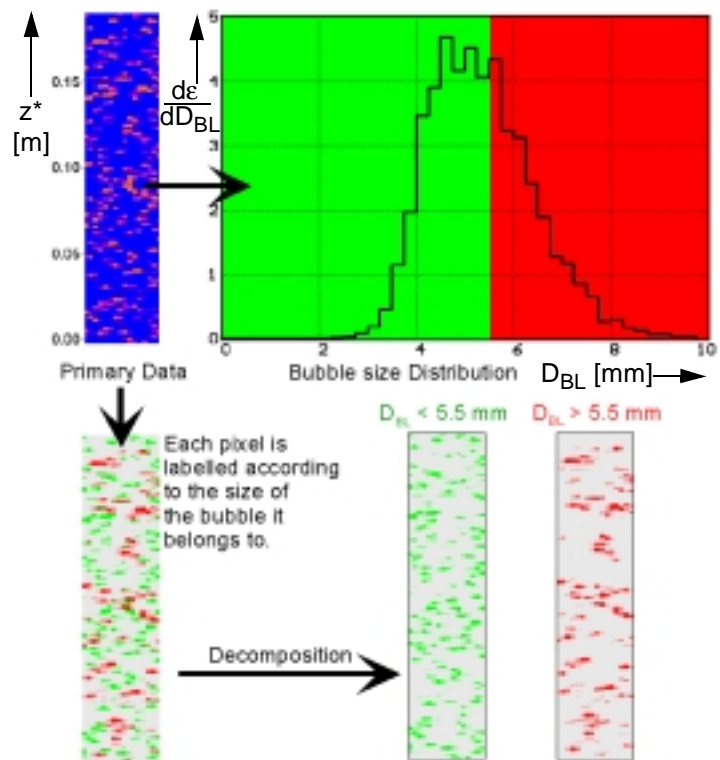 z*
[m]
0.15
0.10
0.05
0.00
dε
dD_BL
5
4
3
2
1
0
0 2 4 6 8 10
Primary Data
Bubble size Distribution
D_BL [mm]
D_BL < 5.5 mm
D_BL > 5.5 mm
Each pixel is
labelled according
to the size of
the bubble it
belongs to.
Decomposition